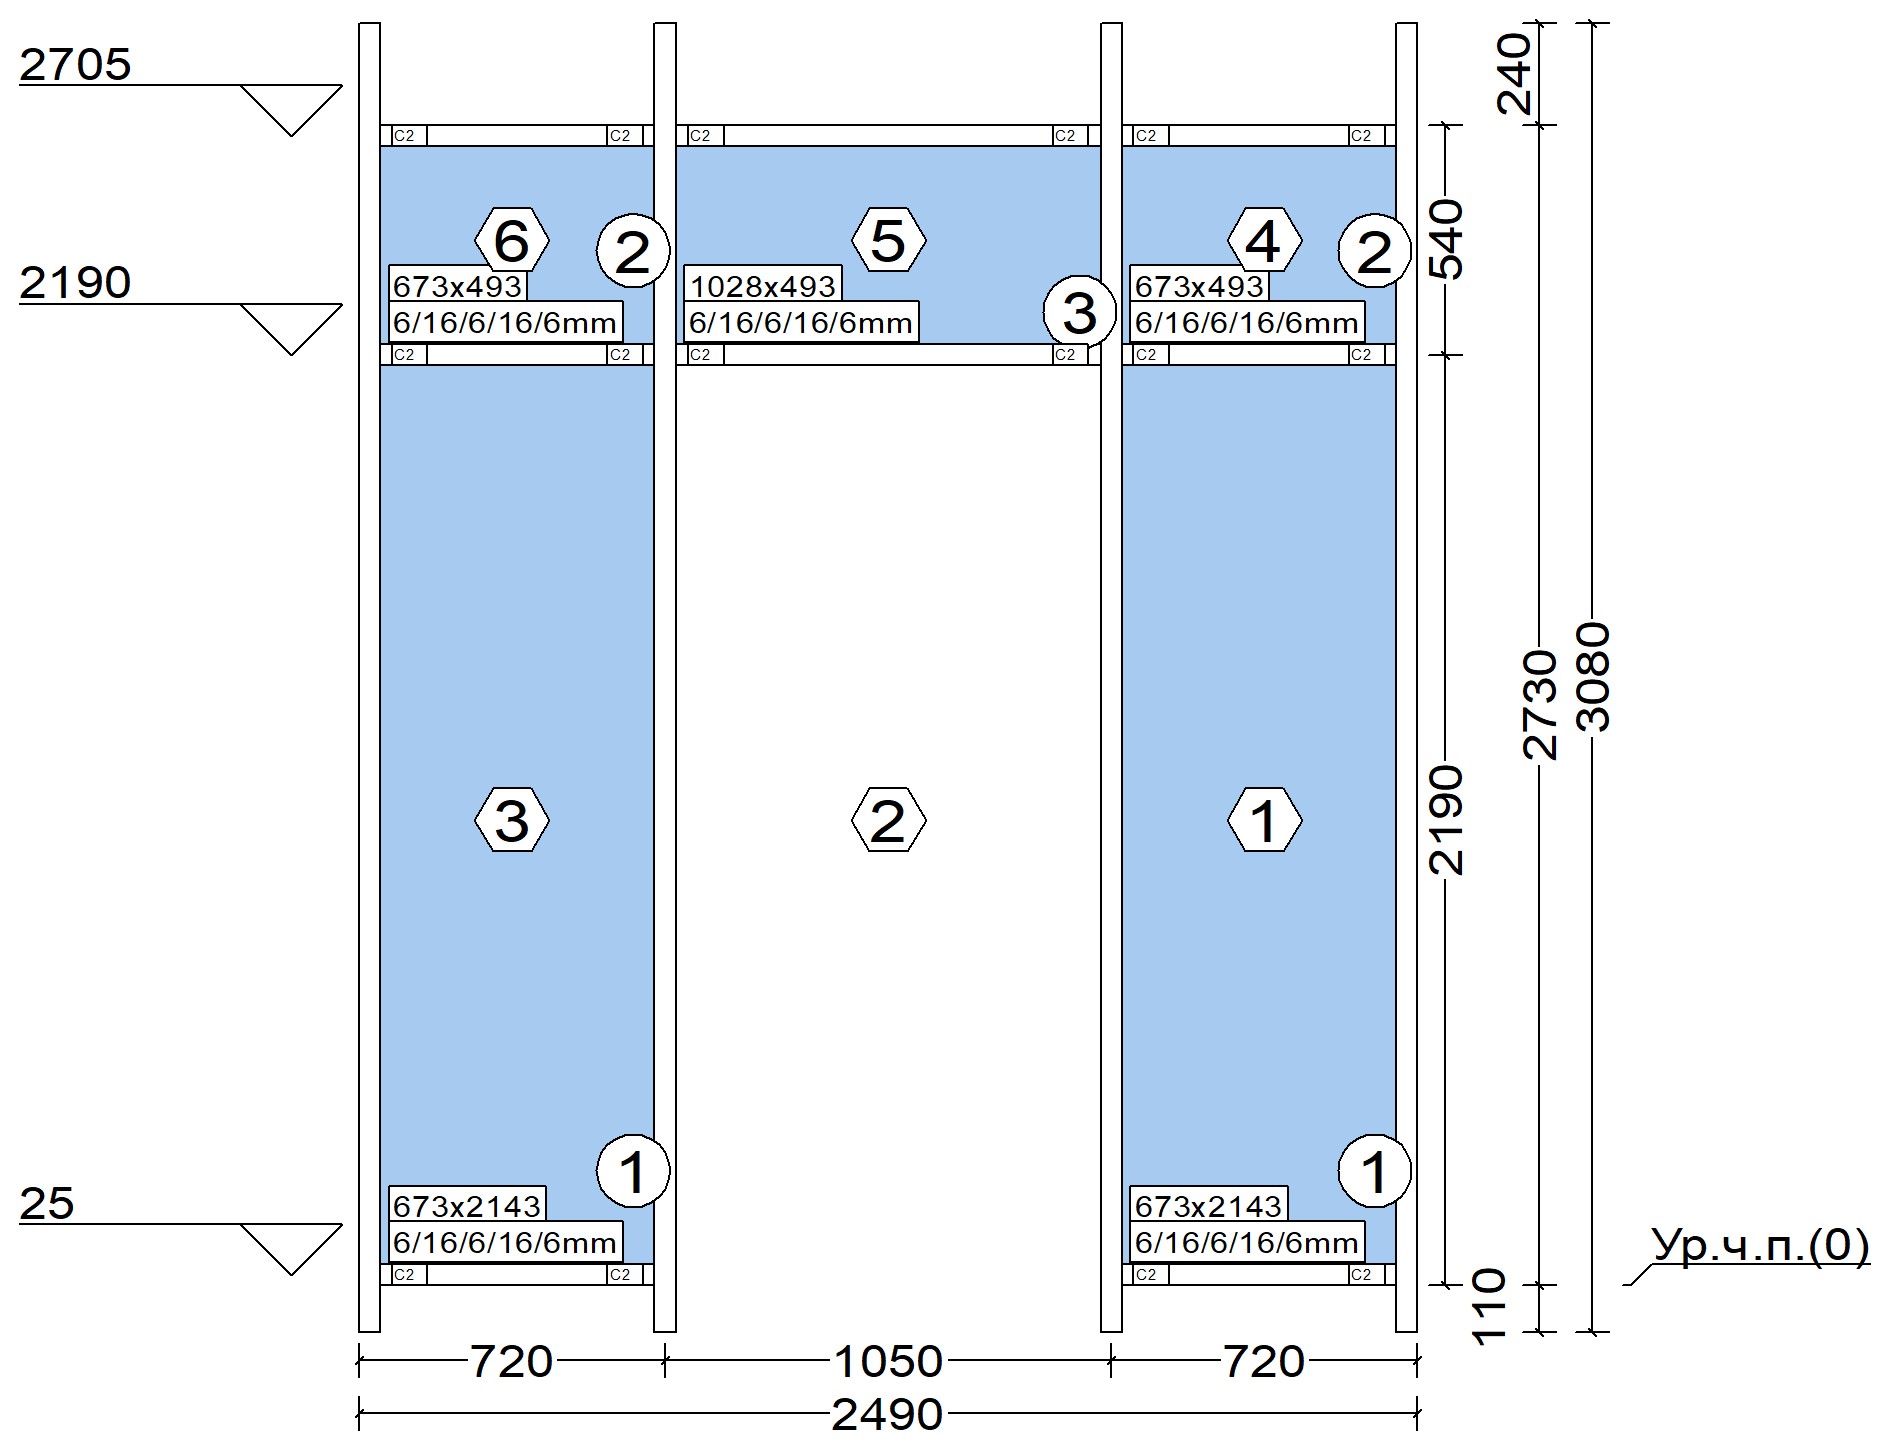 2705
240
C2 C2 C2 C2 C2 C2
6 2 5 4 2
540
2190
673x493 1028x493 3 673x493
6/16/6/16/6mm 6/16/6/16/6mm 6/16/6/16/6mm
C2 C2 C2 C2 C2 C2
3080
2730
3 2 1
2190
1 1
25
673x2143 673x2143
6/16/6/16/6mm 6/16/6/16/6mm
Ур.ч.п.(0)
C2 C2 C2 C2
110
720 1050 720
2490